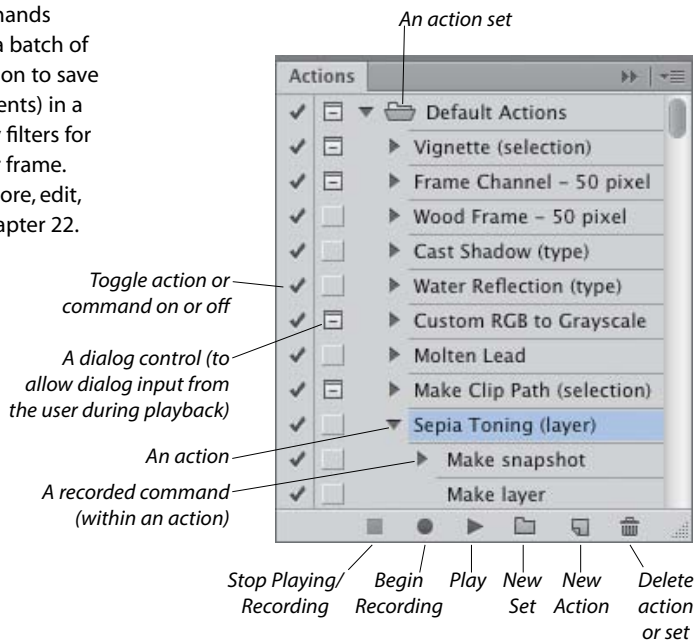 hands
a batch of
on to save
ents) in a
filters for
frame.
ore, edit,
apter 22.
An action set
Actions
Default Actions
Vignette (selection)
Frame Channel – 50 pixel
Wood Frame – 50 pixel
Cast Shadow (type)
Water Reflection (type)
Custom RGB to Grayscale
Molten Lead
Make Clip Path (selection)
Sepia Toning (layer)
Make snapshot
Make layer
Toggle action or
command on or off
A dialog control (to
allow dialog input from
the user during playback)
An action
A recorded command
(within an action)
Stop Playing/
Recording
Begin
Recording
Play
New
Set
New
Action
Delete
action
or set